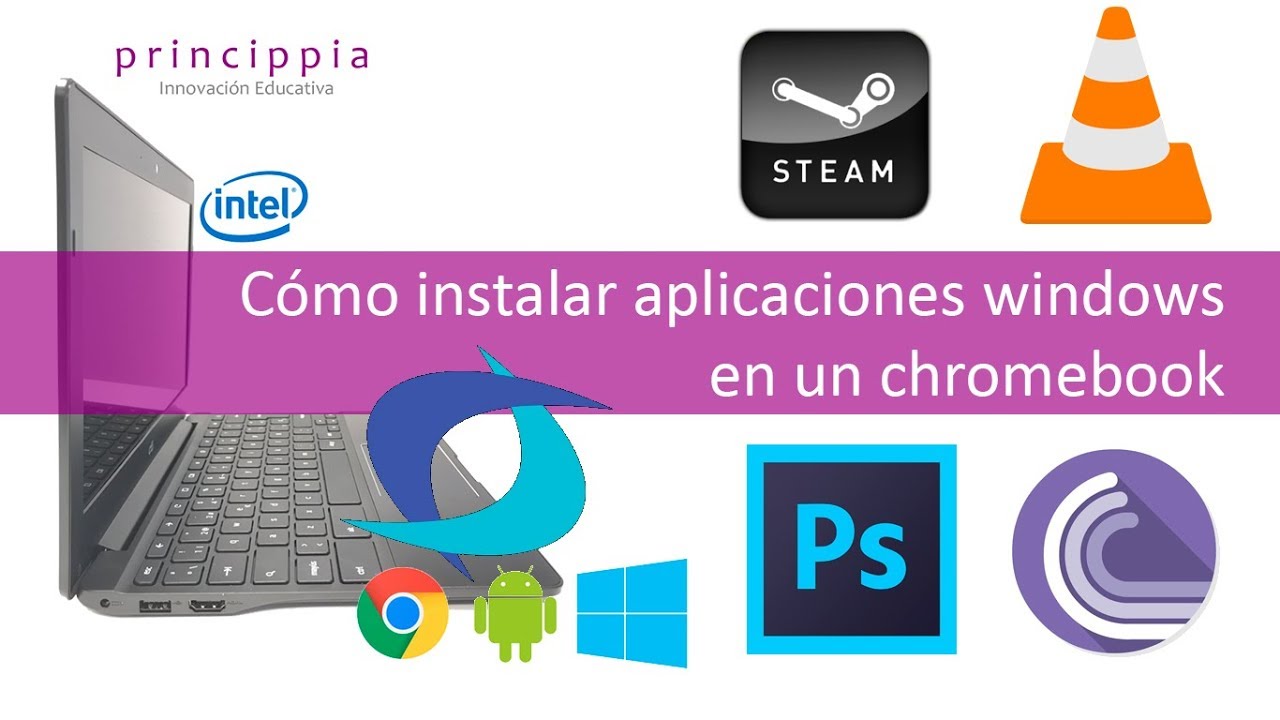 princippia
Innovación Educativa
STEAM
intel
Cómo instalar aplicaciones windows
en un chromebook
Ps